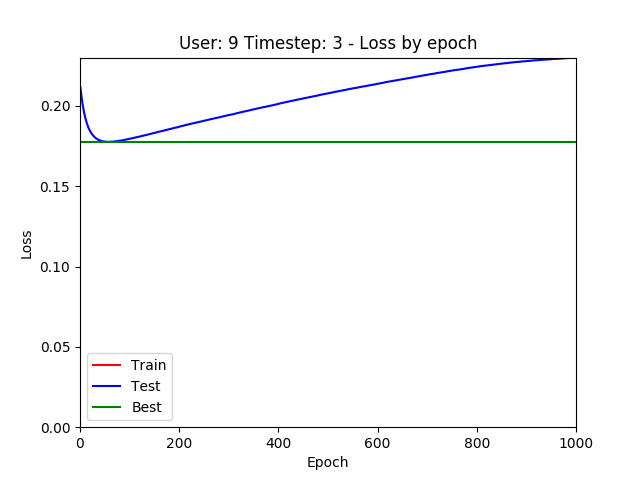 User: 9 Timestep: 3 - Loss by epoch
Loss
0.20
0.15
0.10
0.05
0.00
Train
Test
Best
0 200 400 600 800 1000
Epoch